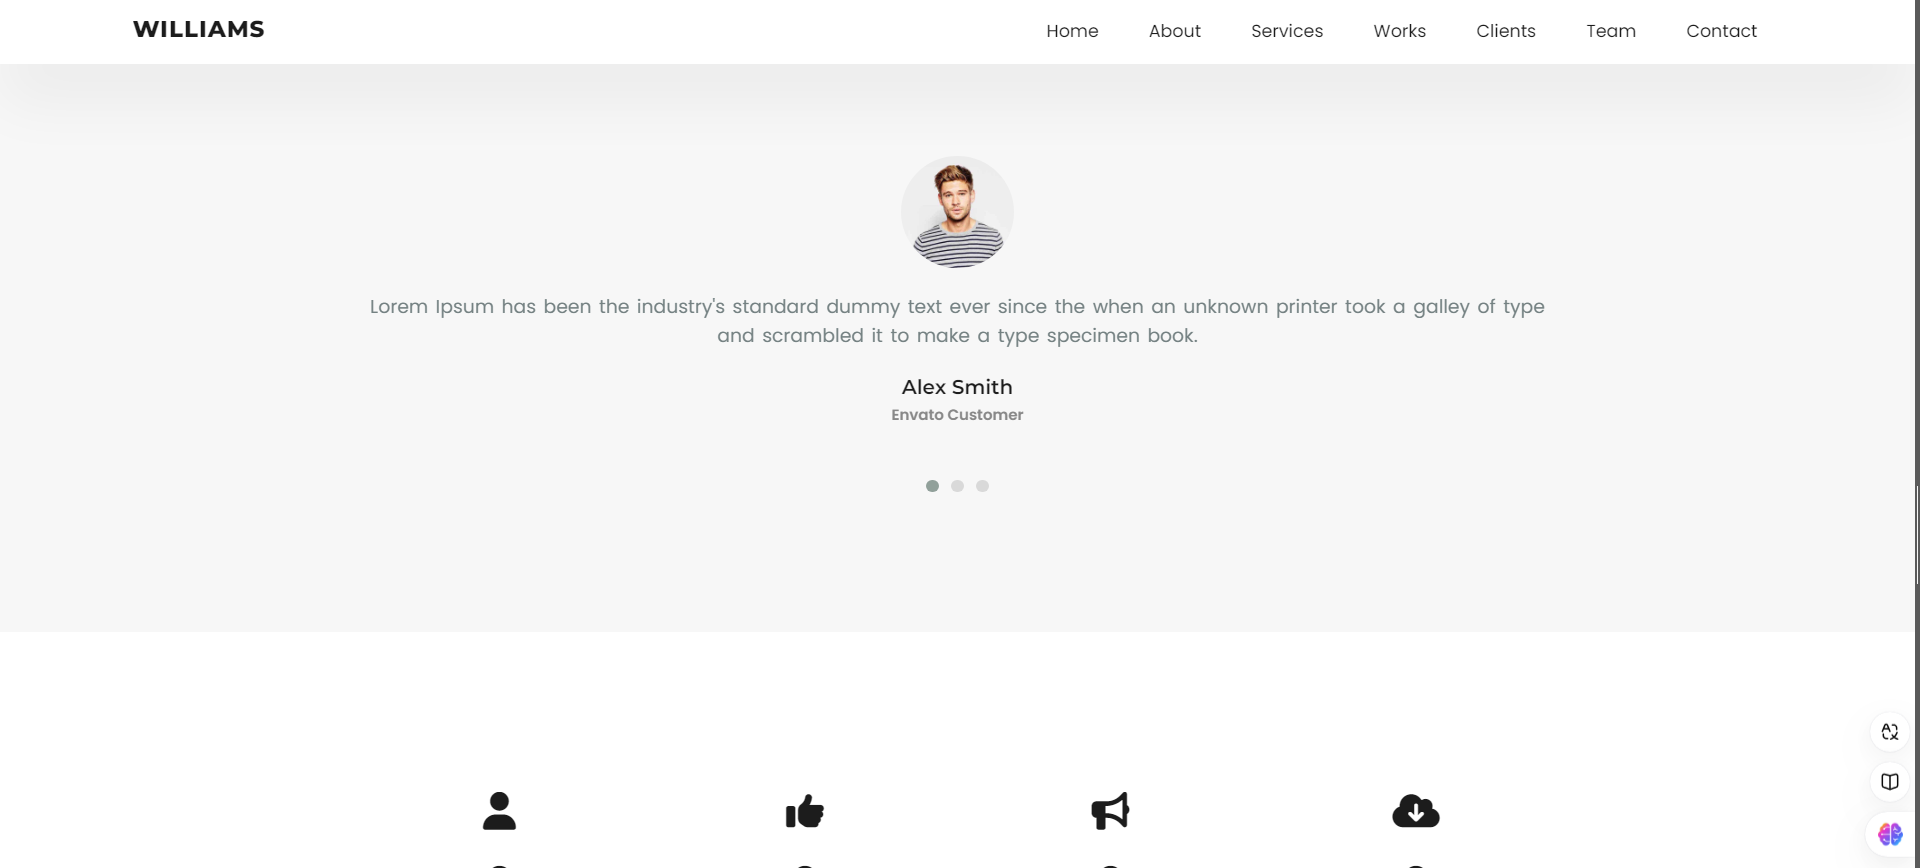 WILLIAMS
Home About Services Works Clients Team Contact
Lorem Ipsum has been the industry's standard dummy text ever since the when an unknown printer took a galley of type
and scrambled it to make a type specimen book.
Alex Smith
Envato Customer